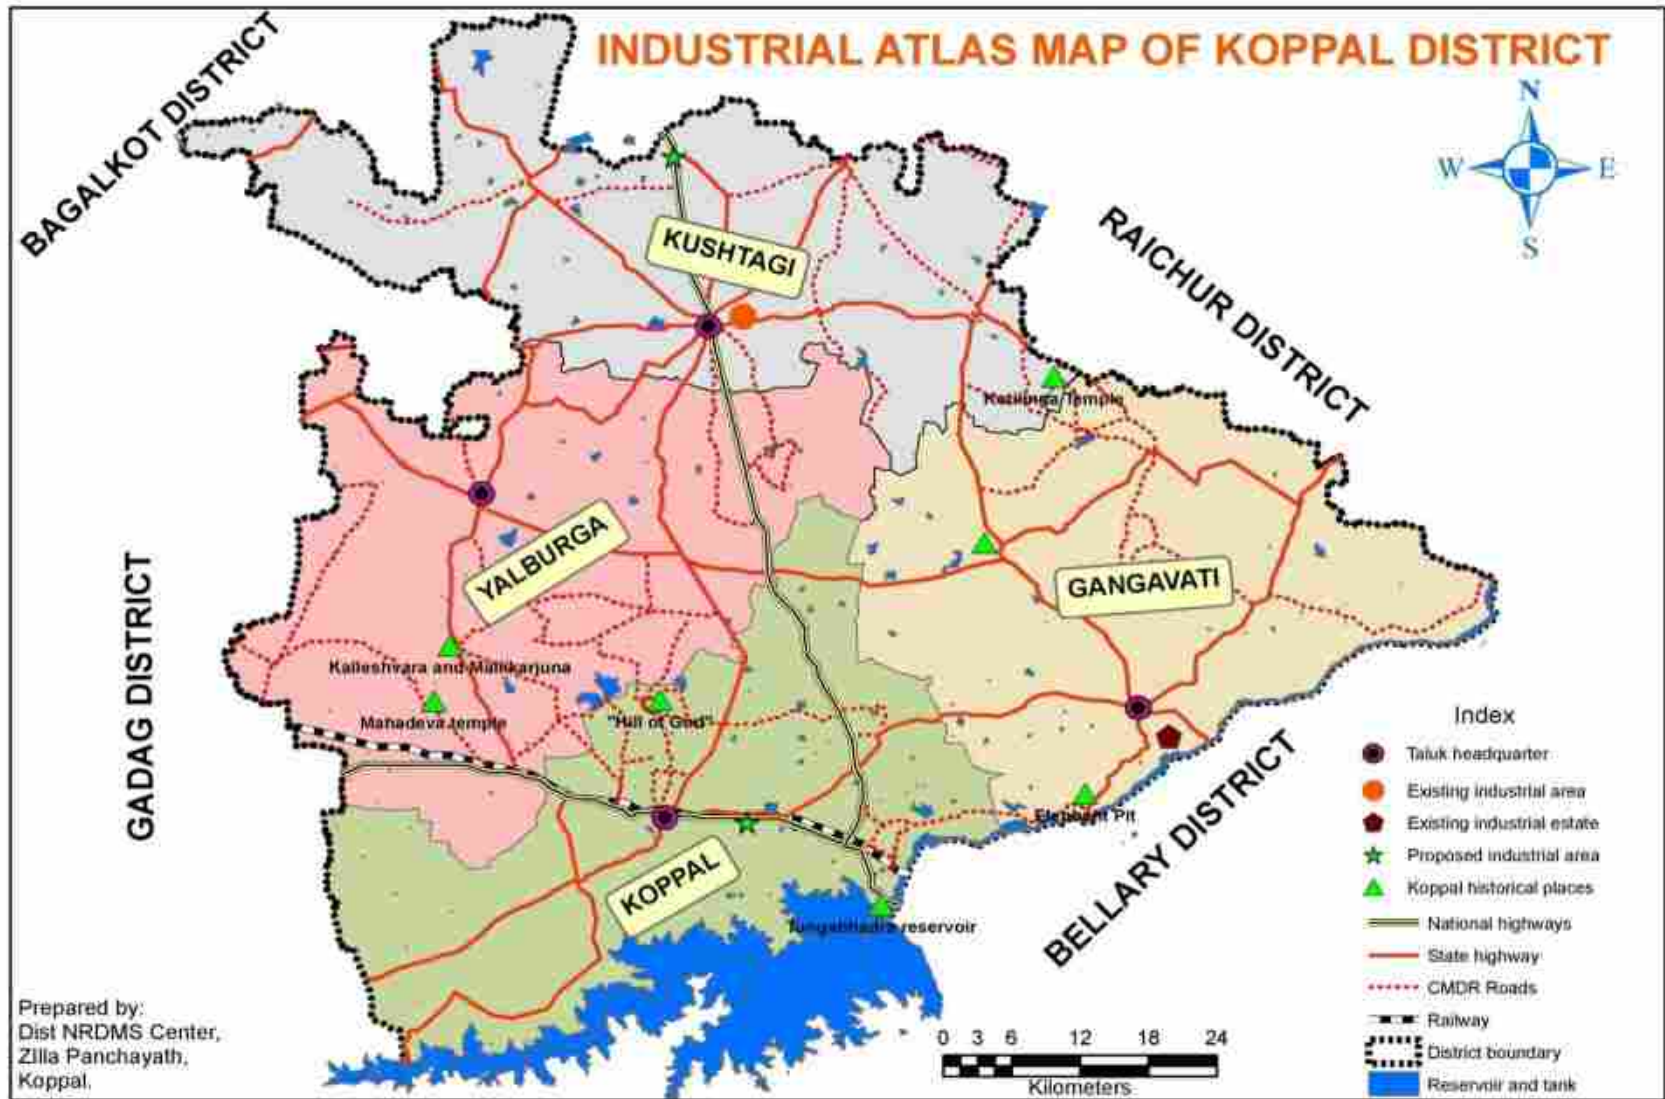 INDUSTRIAL ATLAS MAP OF KOPPAL DISTRICT
BAGALKOT DISTRICT
N
W
E
S
RAICHUR DISTRICT
KUSHTAGI
Temple
YALBURGA
GANGAVATI
GADAG DISTRICT
Kalleshvara and Mallikarjuna
Mahadeva temple
"Hill of God"
Elephant Pit
BELLARY DISTRICT
KOPPAL
Tungabhadra reservoir
Index
Taluk headquarter
Existing industrial area
Existing industrial estate
Proposed industrial area
Koppal historical places
National highways
State highway
CMDR Roads
Railway
District boundary
Reservoir and tank
Prepared by:
Dist NRDMS Center,
Zilla Panchayath,
Koppal.
0 3 6 12 18 24
Kilometers